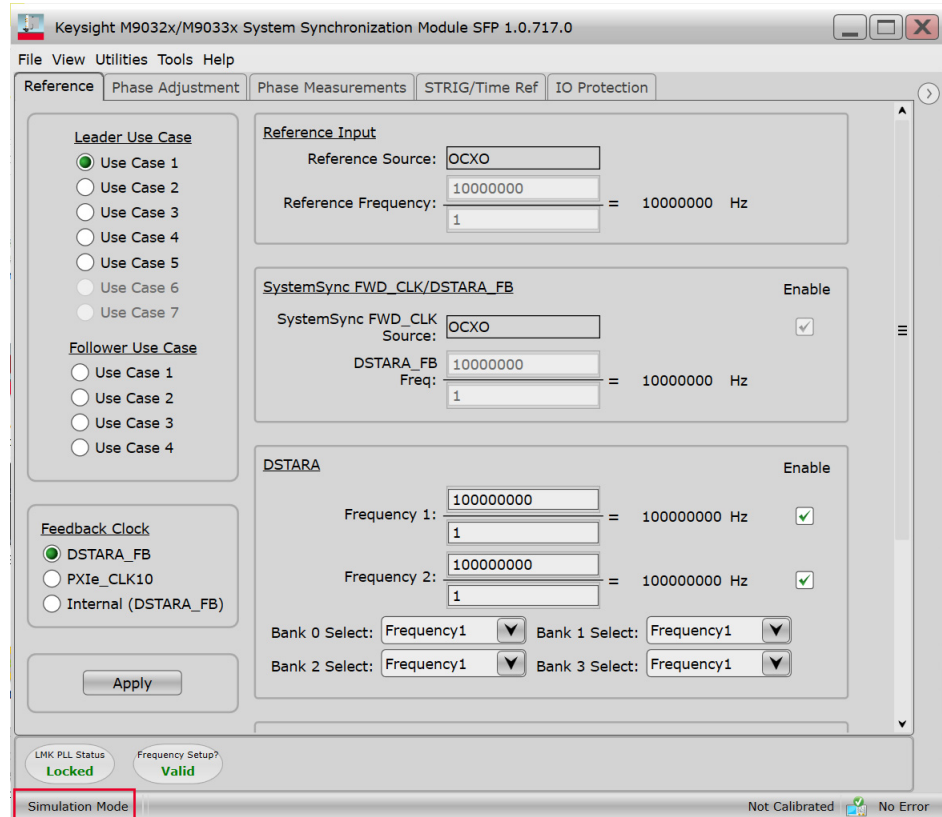 Keysight M9032x/M9033x System Synchronization Module SFP 1.0.717.0
File View Utilities Tools Help
Reference Phase Adjustment Phase Measurements STRIG/Time Ref IO Protection
Leader Use Case
Use Case 1
Use Case 2
Use Case 3
Use Case 4
Use Case 5
Use Case 6
Use Case 7
Follower Use Case
Use Case 1
Use Case 2
Use Case 3
Use Case 4
Feedback Clock
DSTARA_FB
PXIe_CLK10
Internal (DSTARA_FB)
Apply
Reference Input
Reference Source: OCXO
10000000
Reference Frequency: = 10000000 Hz
1
SystemSync FWD_CLK/DSTARA_FB Enable
SystemSync FWD_CLK
Source: OCXO
DSTARA_FB 10000000
Freq: = 10000000 Hz
1
DSTARA Enable
100000000
Frequency 1: = 100000000 Hz
1
100000000
Frequency 2: = 100000000 Hz
1
Bank 0 Select: Frequency1 Bank 1 Select: Frequency1
Bank 2 Select: Frequency1 Bank 3 Select: Frequency1
LMK PLL Status Frequency Setup?
Locked Valid
Simulation Mode Not Calibrated No Error